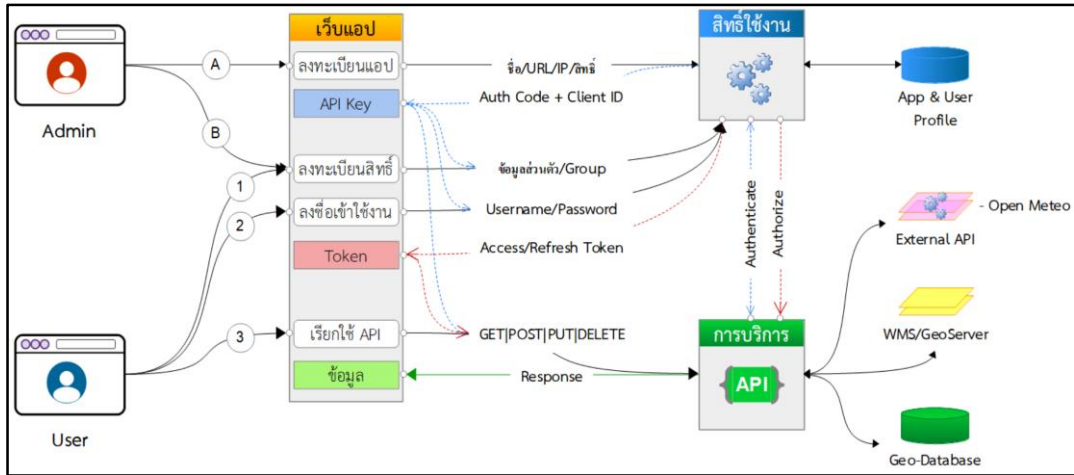 เว็บแอป
สิทธิ์ใช้งาน
A
ลงทะเบียนแอป
ชื่อ/URL/IP/สิทธิ์
API Key
Auth Code + Client ID
App & User
Profile
Admin
B
1
ลงทะเบียนสิทธิ์
ข้อมูลส่วนตัว/Group
2
ลงชื่อเข้าใช้งาน
Username/Password
Authenticate
Authorize
- Open Meteo
External API
Token
Access/Refresh Token
3
เรียกใช้ API
GET|POST|PUT|DELETE
การบริการ
WMS/GeoServer
ข้อมูล
Response
{API}
User
Geo-Database